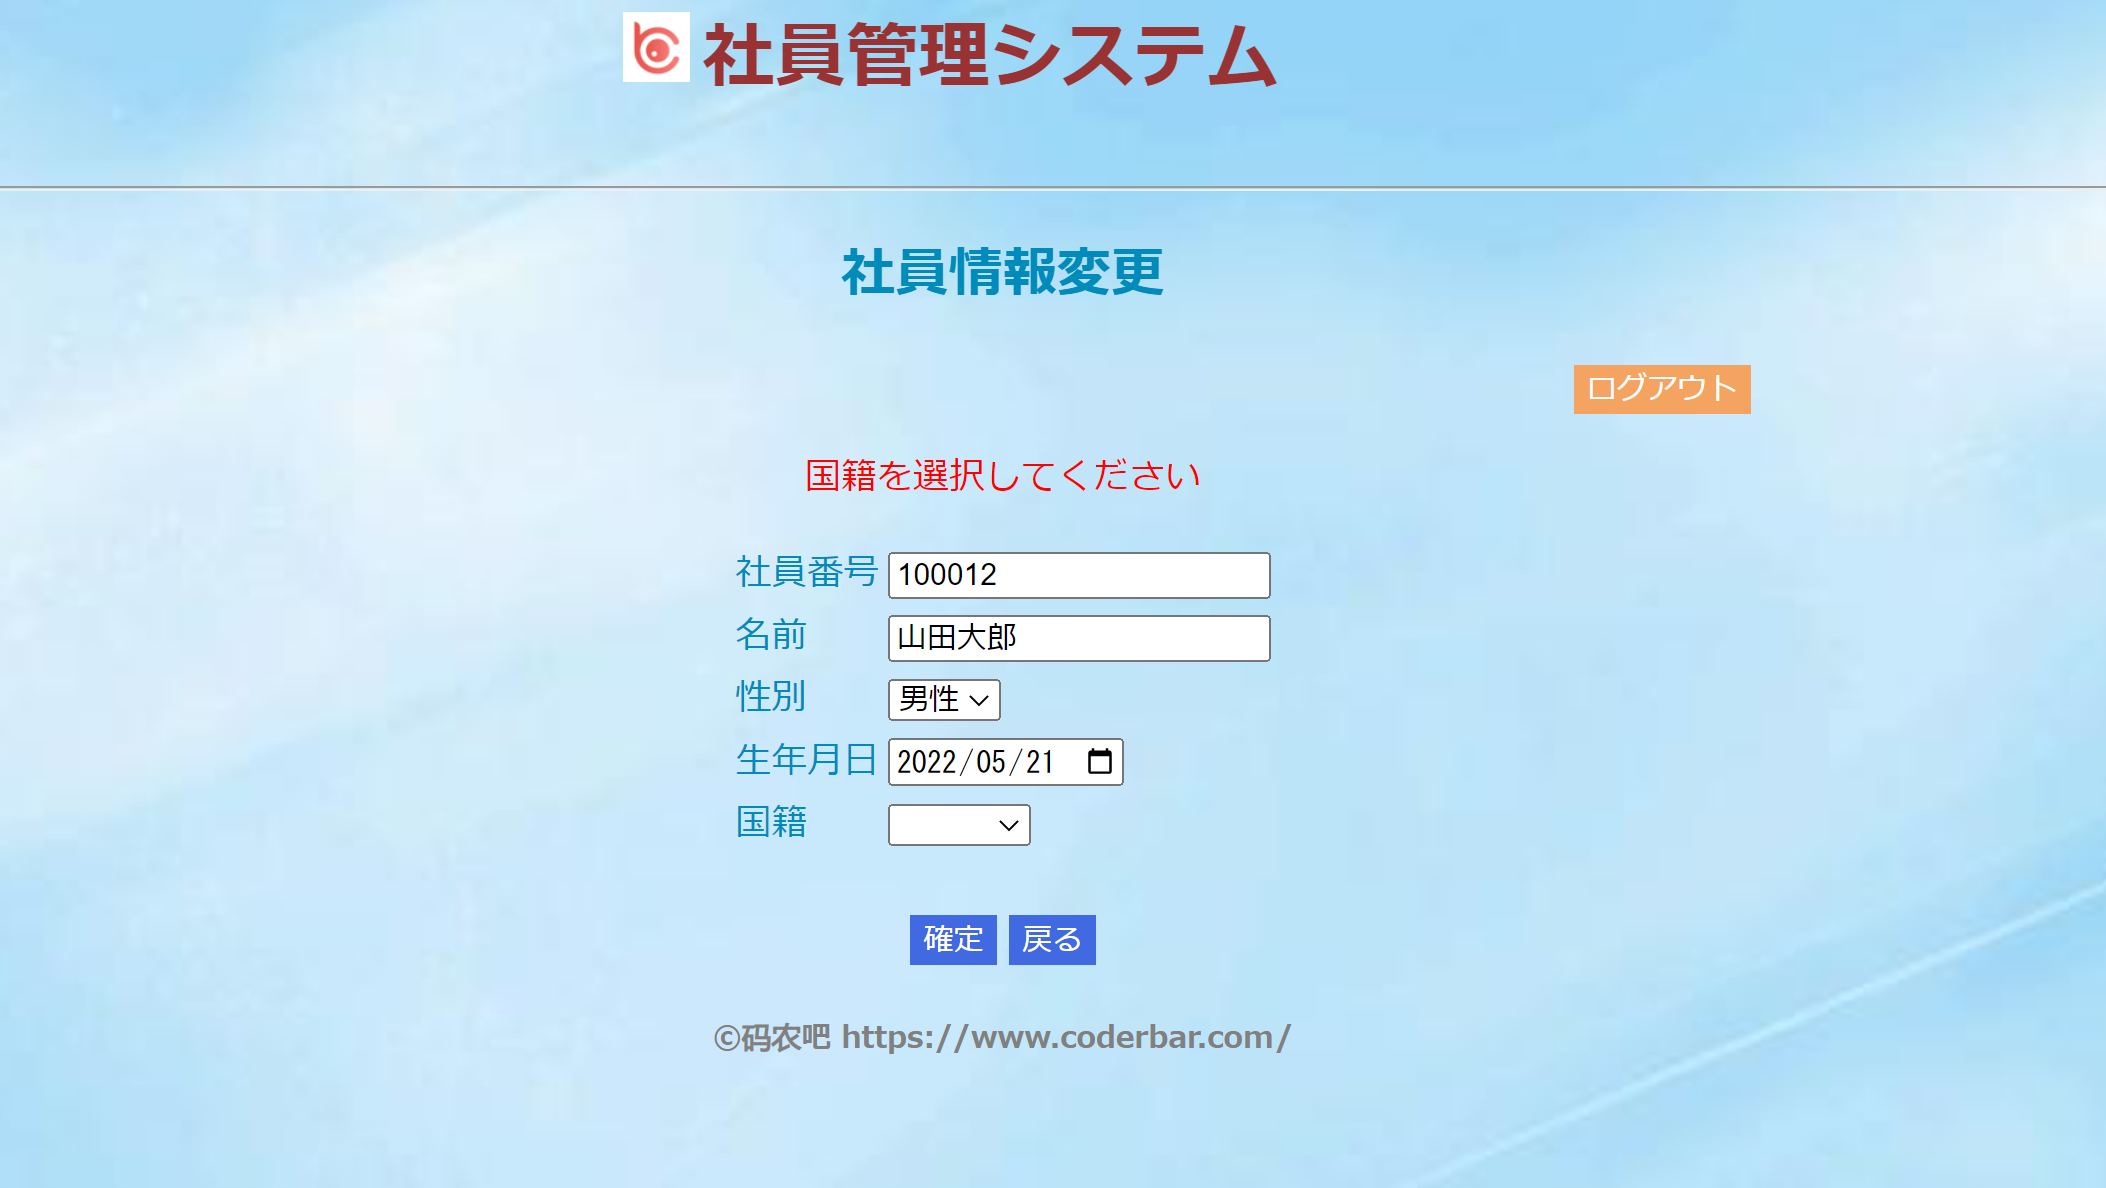 社員管理システム
社員情報変更
ログアウト
国籍を選択してください
社員番号 100012
名前 山田大郎
性別 男性
生年月日 2022/05/21
国籍
確定 戻る
©码农吧 https://www.coderbar.com/